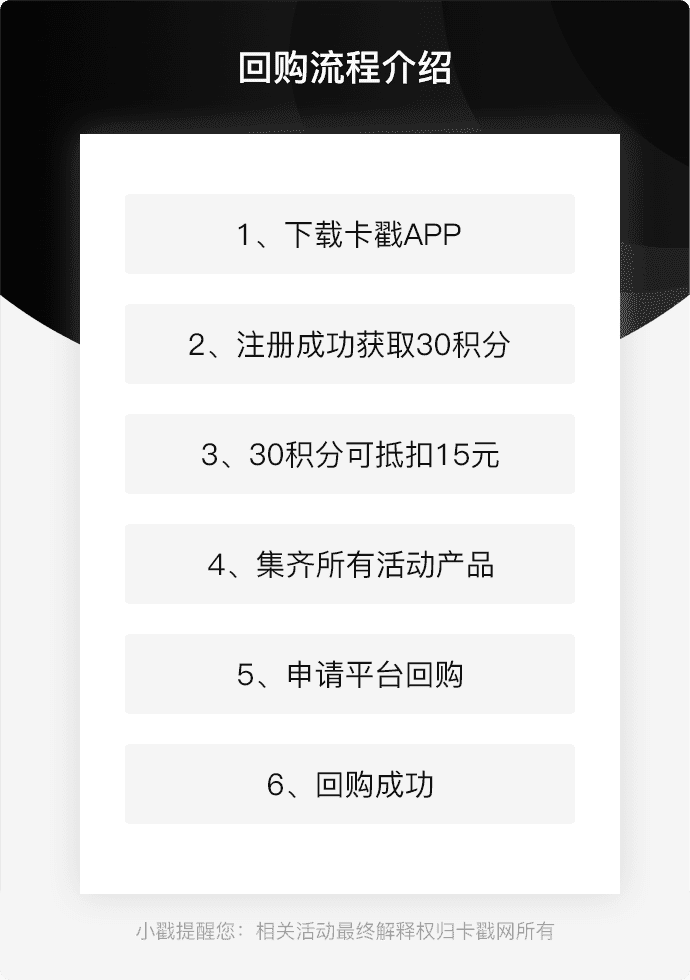 回购流程介绍
1、下载卡戳APP
2、注册成功获取30积分
3、30积分可抵扣15元
4、集齐所有活动产品
5、申请平台回购
6、回购成功
小戳提醒您：相关活动最终解释权归卡戳网所有